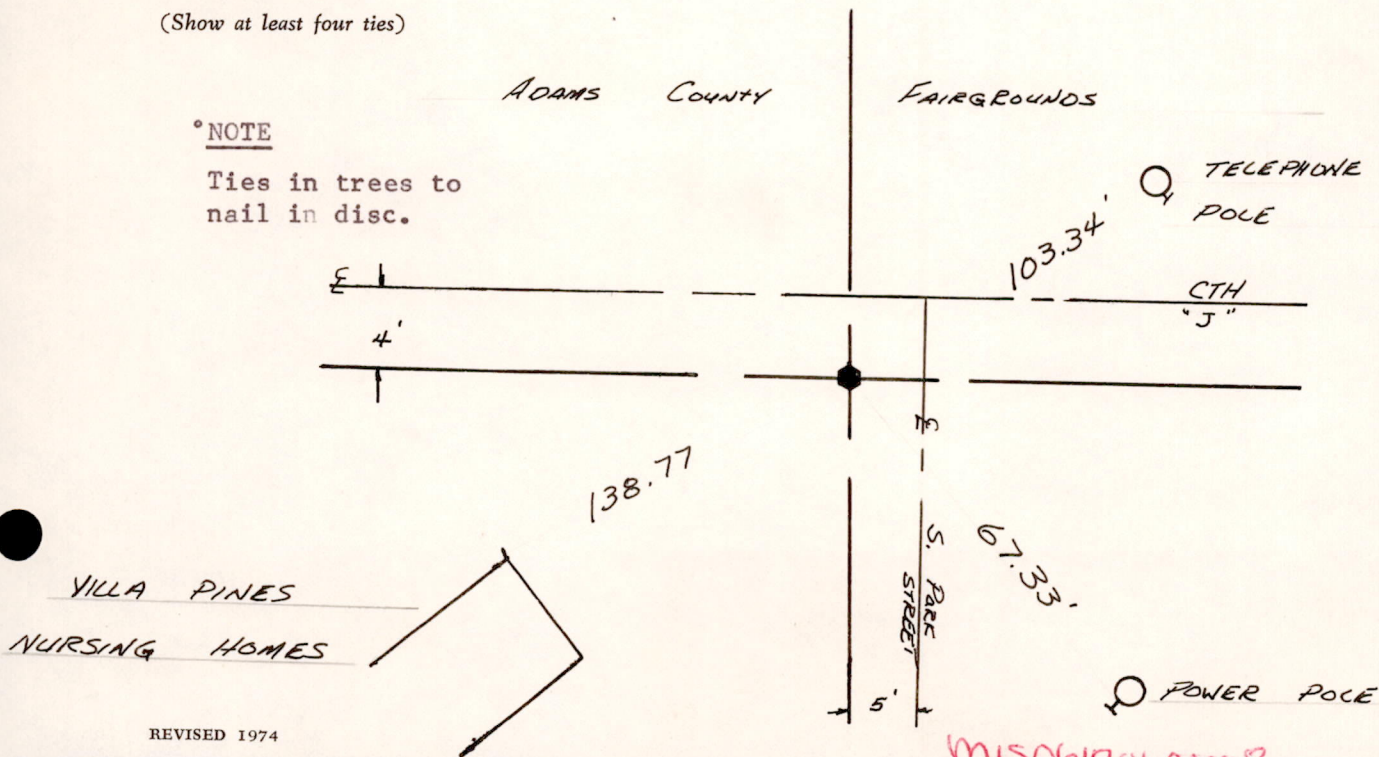 (Show at least four ties)
ADAMS COUNTY FAIRGROUNDS
°NOTE
Ties in trees to
nail in disc.
TELEPHONE
POLE
103.34'
℄
CTH
"J"
4'
℄
138.77
S. PARK
STREET
67.33'
VILLA PINES
NURSING HOMES
POWER POLE
5'
REVISED 1974